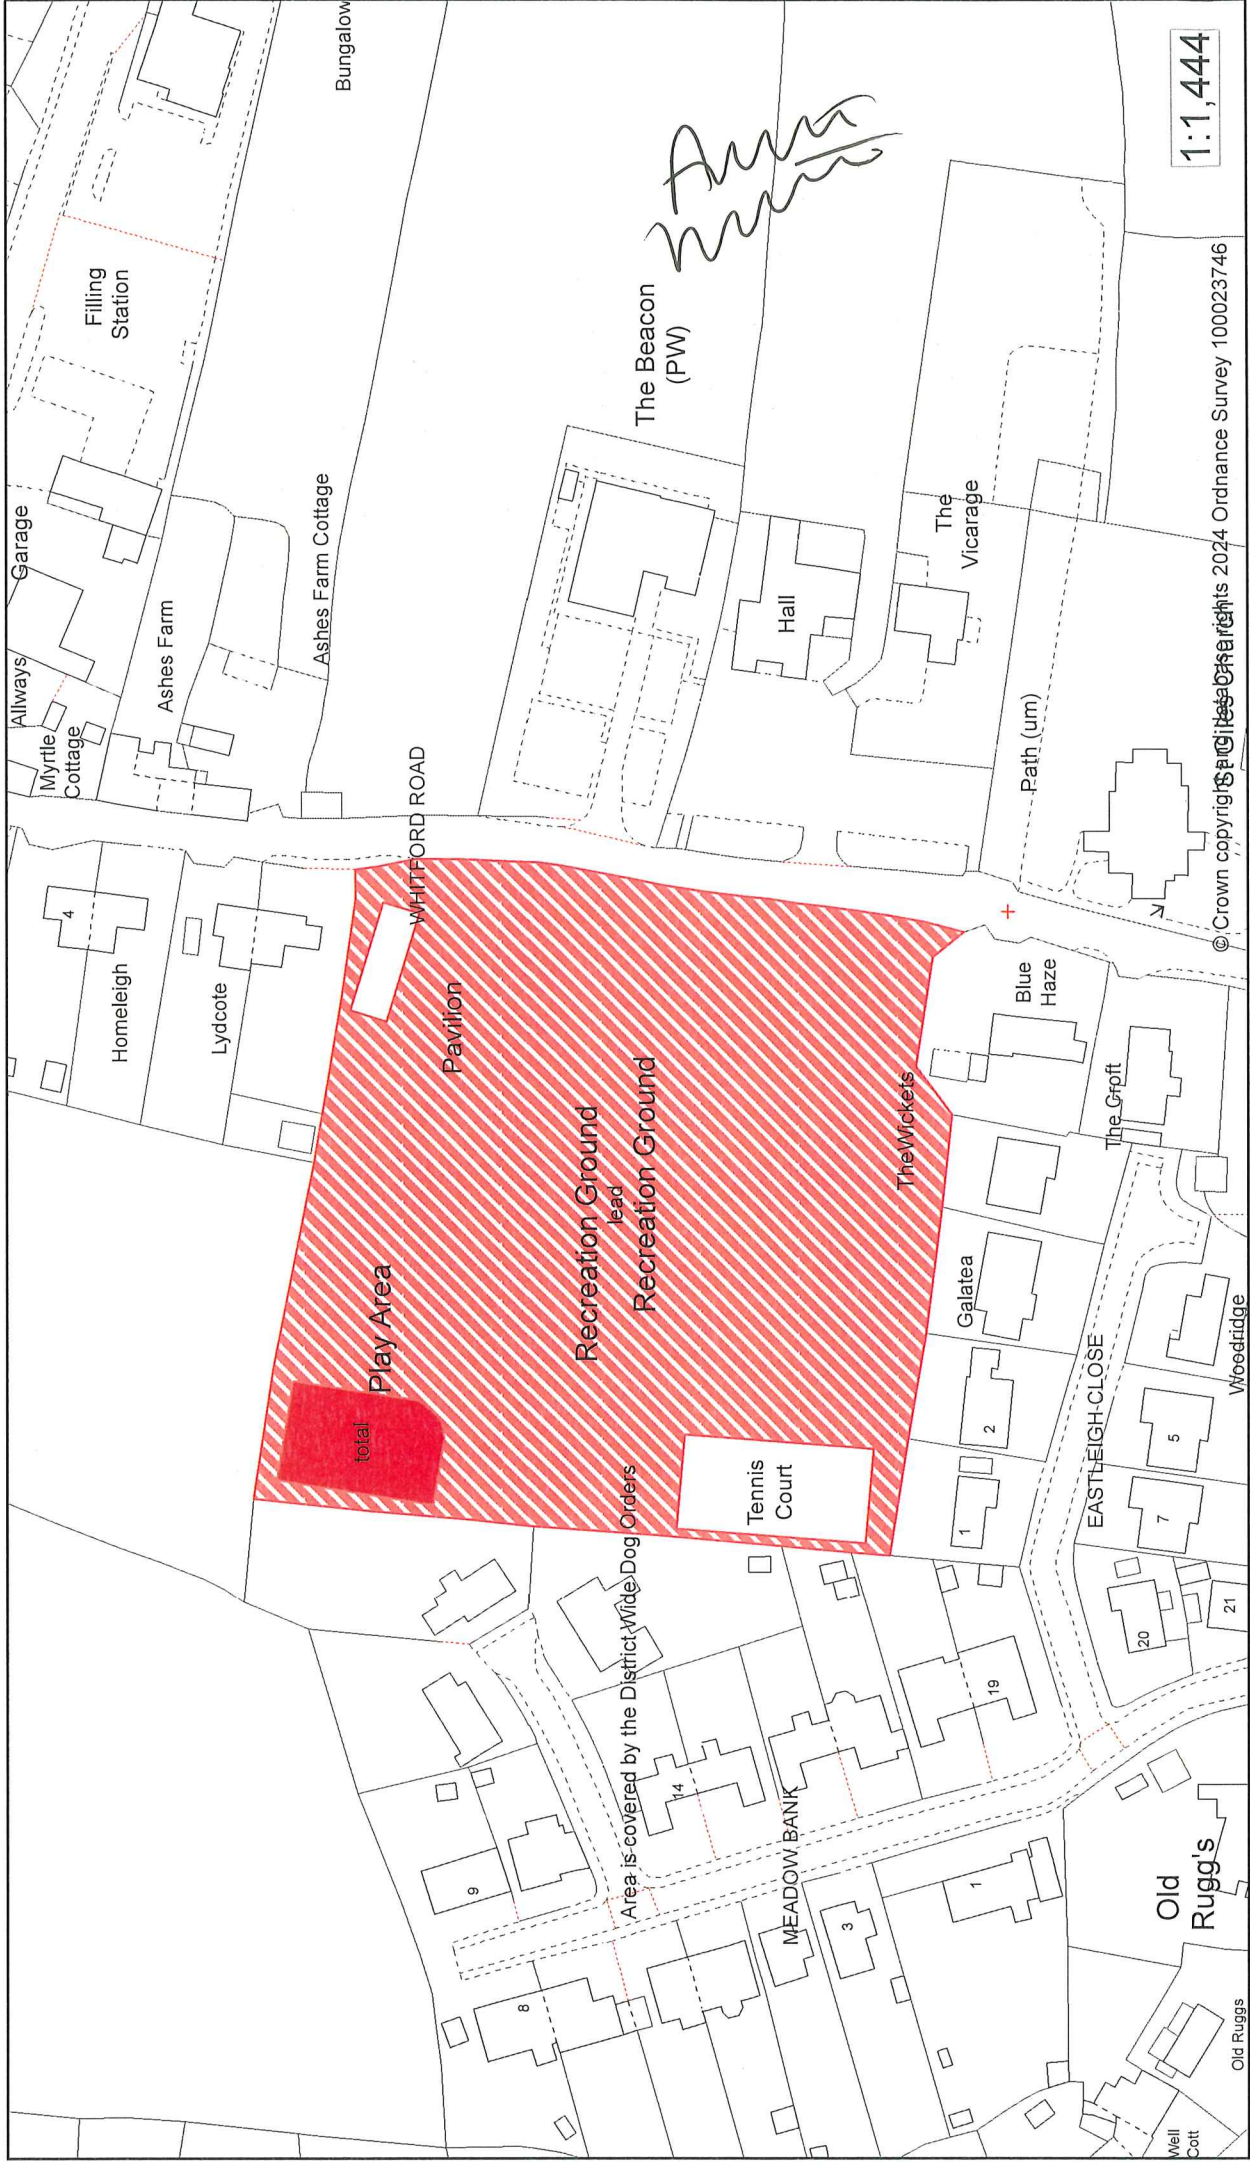 Well
Cott
Old Ruggs
Old
Rugg's
8
9
3
1
MEADOW BANK
14
19
20
21
Area is covered by the District Wide Dog Orders
1
2
7
5
EASTLEIGH CLOSE
Woodridge
Galatea
The Croft
Blue
Haze
TheWickets
Tennis
Court
total
Play Area
Recreation Ground
lead
Recreation Ground
Pavilion
Lydcote
Homeleigh
4
WHITFORD ROAD
Myrtle
Cottage
Allways
Garage
Ashes Farm
Ashes Farm Cottage
Filling
Station
Bungalow
The Beacon
(PW)
Hall
The
Vicarage
Path (um)
St Giles Church
© Crown copyright and database rights 2024 Ordnance Survey 100023746
1:1,444